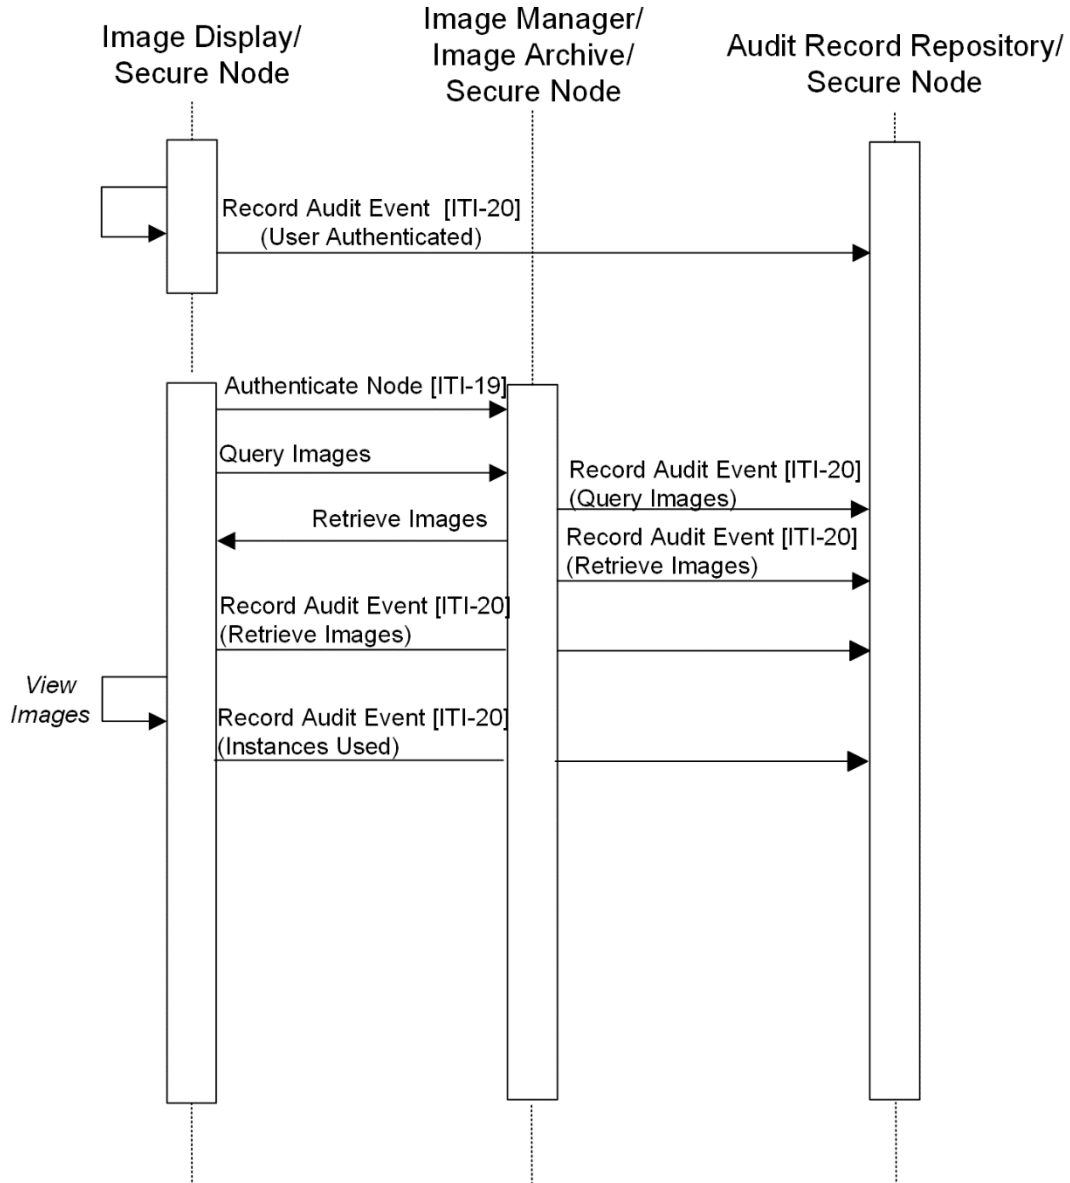 Image Display/
Secure Node
Image Manager/
Image Archive/
Secure Node
Audit Record Repository/
Secure Node
Record Audit Event  [ITI-20]
(User Authenticated)
Authenticate Node [ITI-19]
Query Images
Record Audit Event [ITI-20]
(Query Images)
Retrieve Images
Record Audit Event [ITI-20]
(Retrieve Images)
Record Audit Event [ITI-20]
(Retrieve Images)
View
Images
Record Audit Event [ITI-20]
(Instances Used)